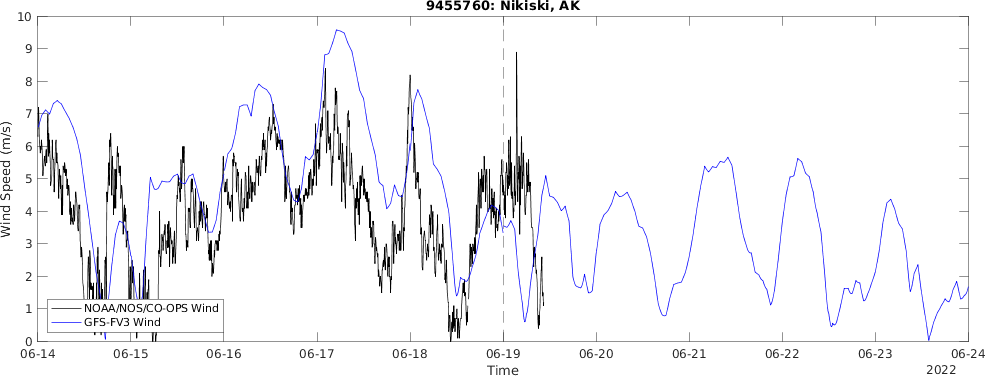 9455760: Nikiski, AK
10
9
8
7
6
5
4
3
2
1
0
Wind Speed (m/s)
NOAA/NOS/CO-OPS Wind
GFS-FV3 Wind
06-14 06-15 06-16 06-17 06-18 06-19 06-20 06-21 06-22 06-23 06-24
Time
2022